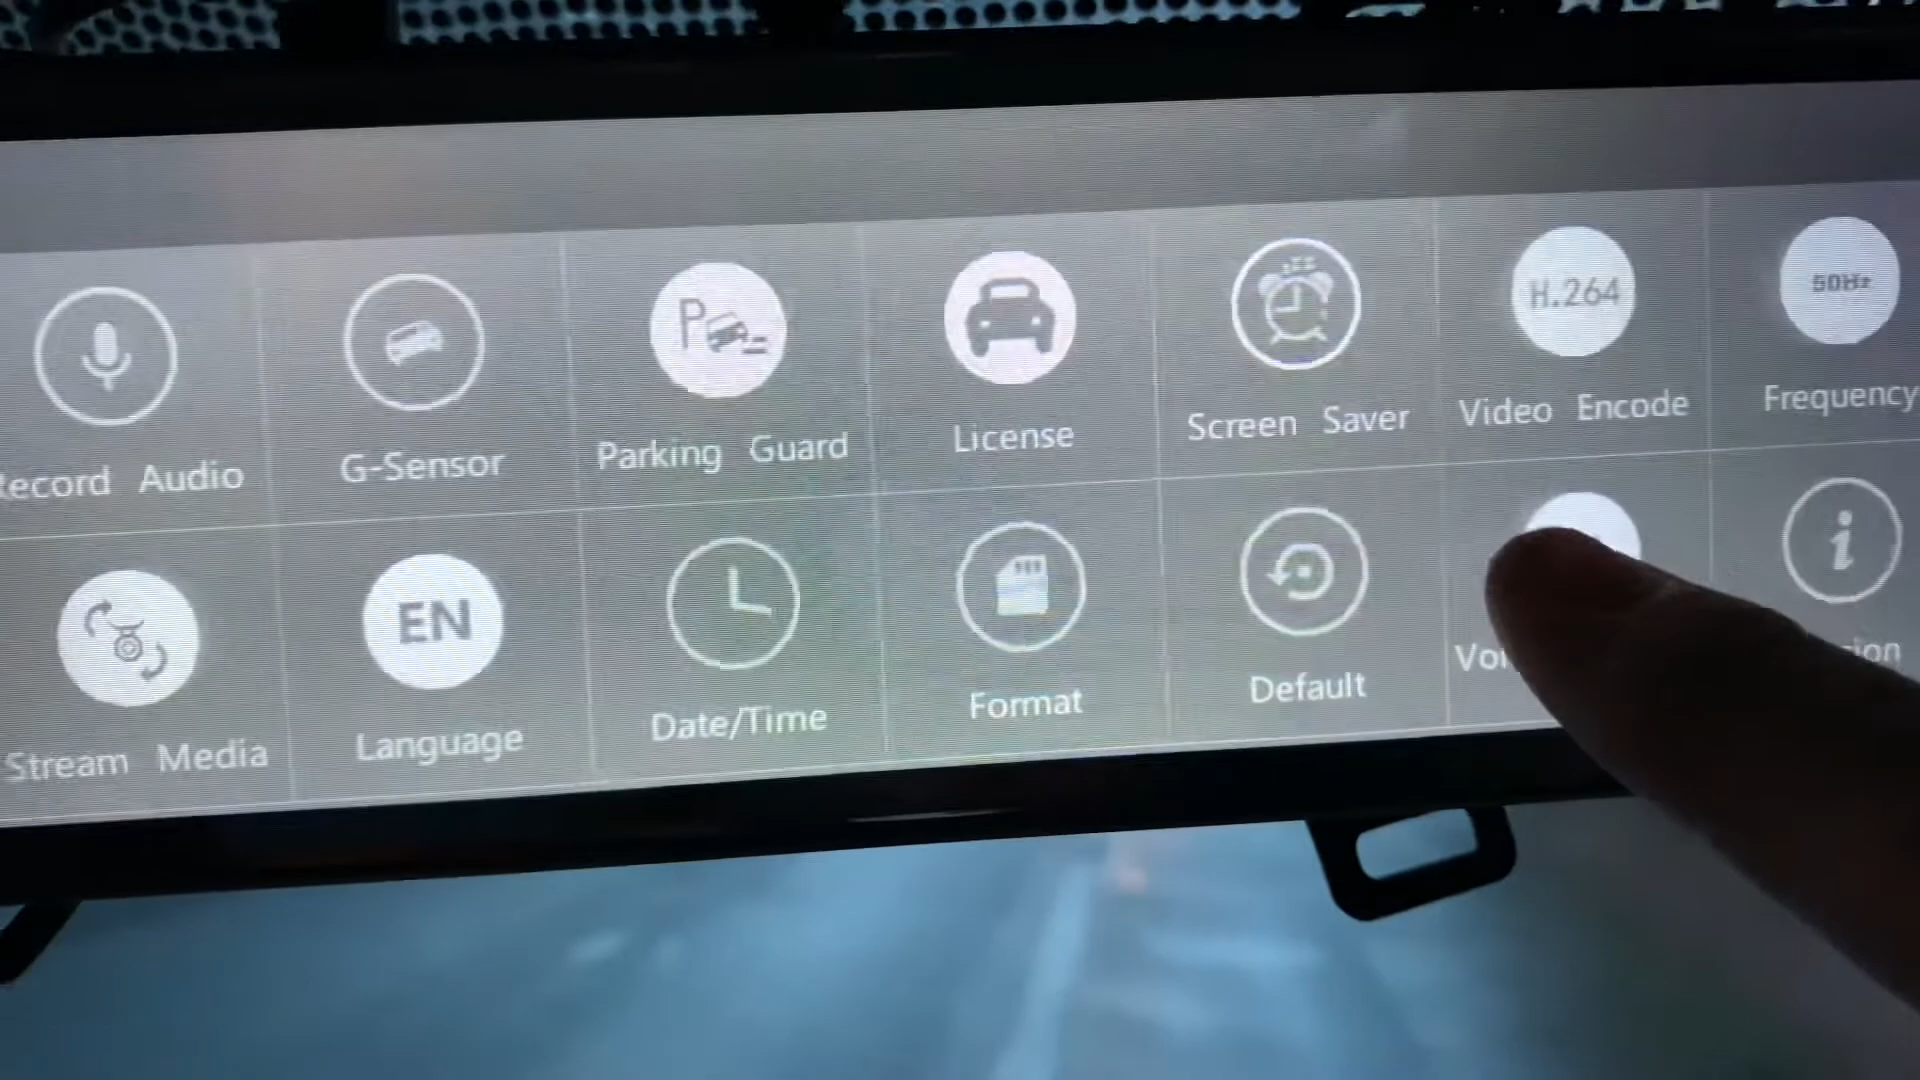 P
H.264
50Hz
Record Audio
G-Sensor
Parking Guard
License
Screen Saver
Video Encode
Frequency
EN
Stream Media
Language
Date/Time
Format
Default